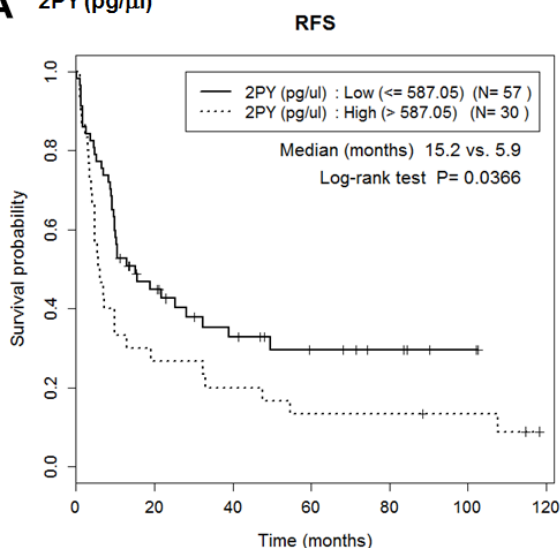 A 2PY (pg/µl)
RFS
2PY (pg/ul) : Low (<= 587.05) (N= 57 )
2PY (pg/ul) : High (> 587.05) (N= 30 )
Median (months) 15.2 vs. 5.9
Log-rank test P= 0.0366
Survival probability
1.0
0.8
0.6
0.4
0.2
0.0
0 20 40 60 80 100 120
Time (months)